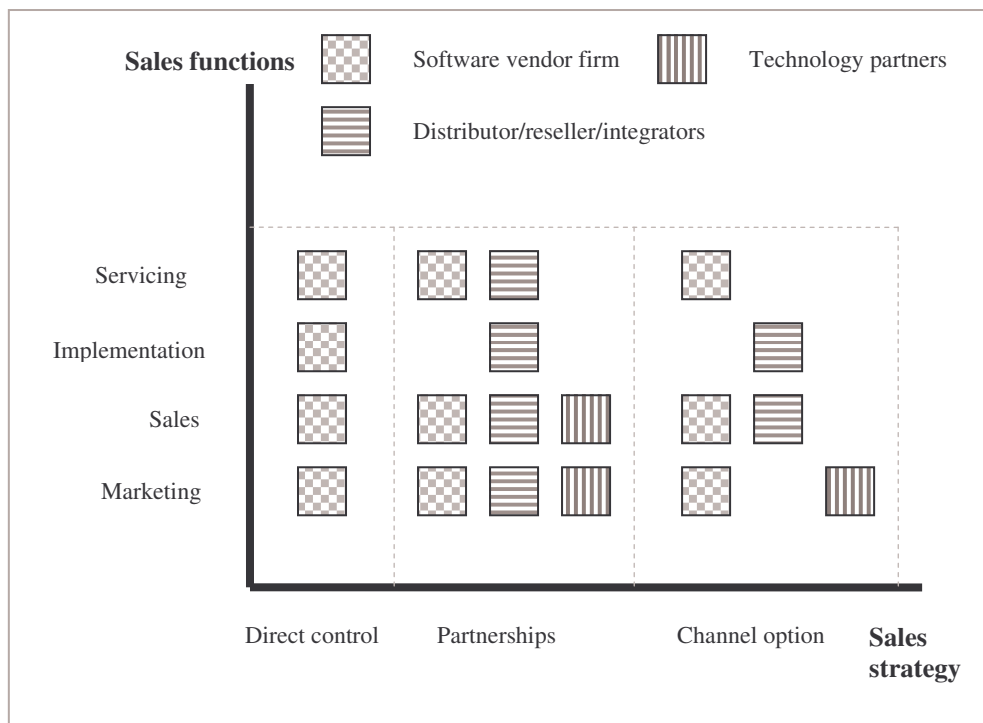 Sales functions
Software vendor firm
Technology partners
Distributor/reseller/integrators
Servicing
Implementation
Sales
Marketing
Direct control
Partnerships
Channel option
Sales
strategy